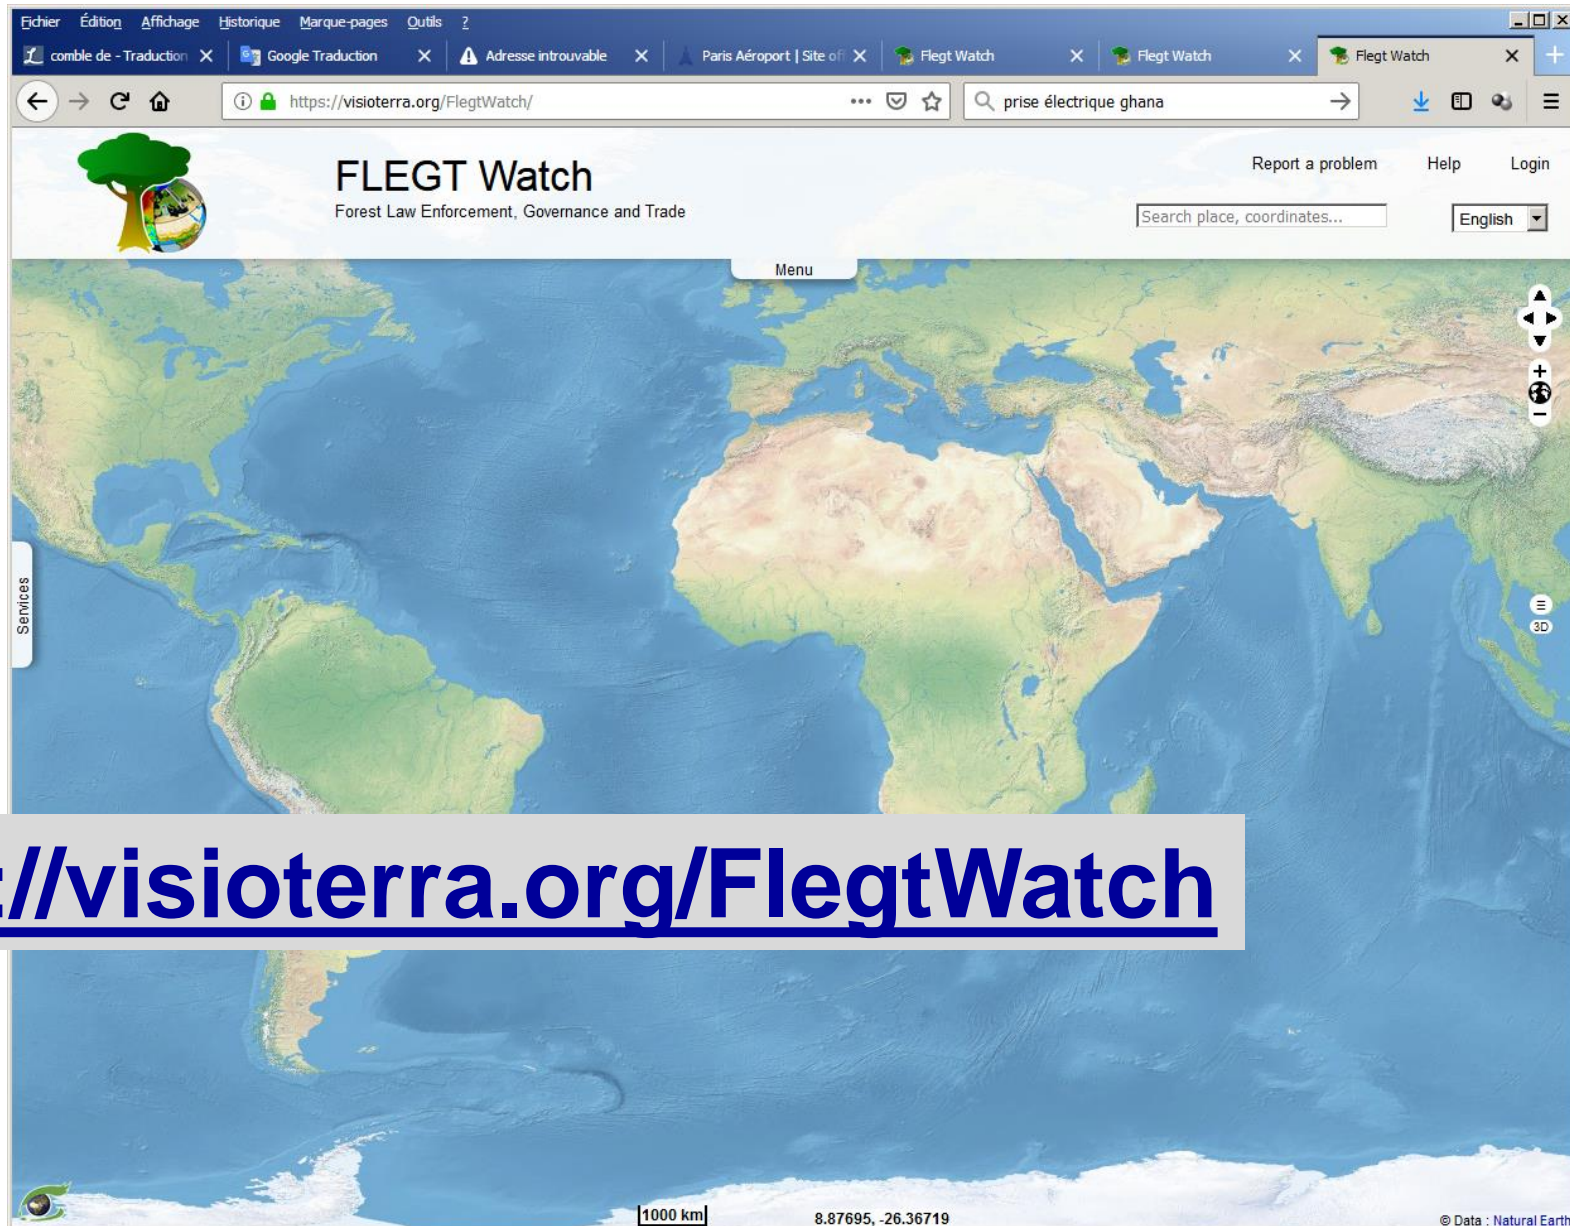 Fichier Édition Affichage Historique Marque-pages Outils ?
comble de - Traduction Google Traduction Adresse introuvable Paris Aéroport | Site off Flegt Watch Flegt Watch Flegt Watch
https://visioterra.org/FlegtWatch/ prise électrique ghana
FLEGT Watch
Forest Law Enforcement, Governance and Trade
Report a problem Help Login
Search place, coordinates... English
Menu
Services
3D
://visioterra.org/FlegtWatch
1000 km 8.87695, -26.36719 © Data : Natural Earth